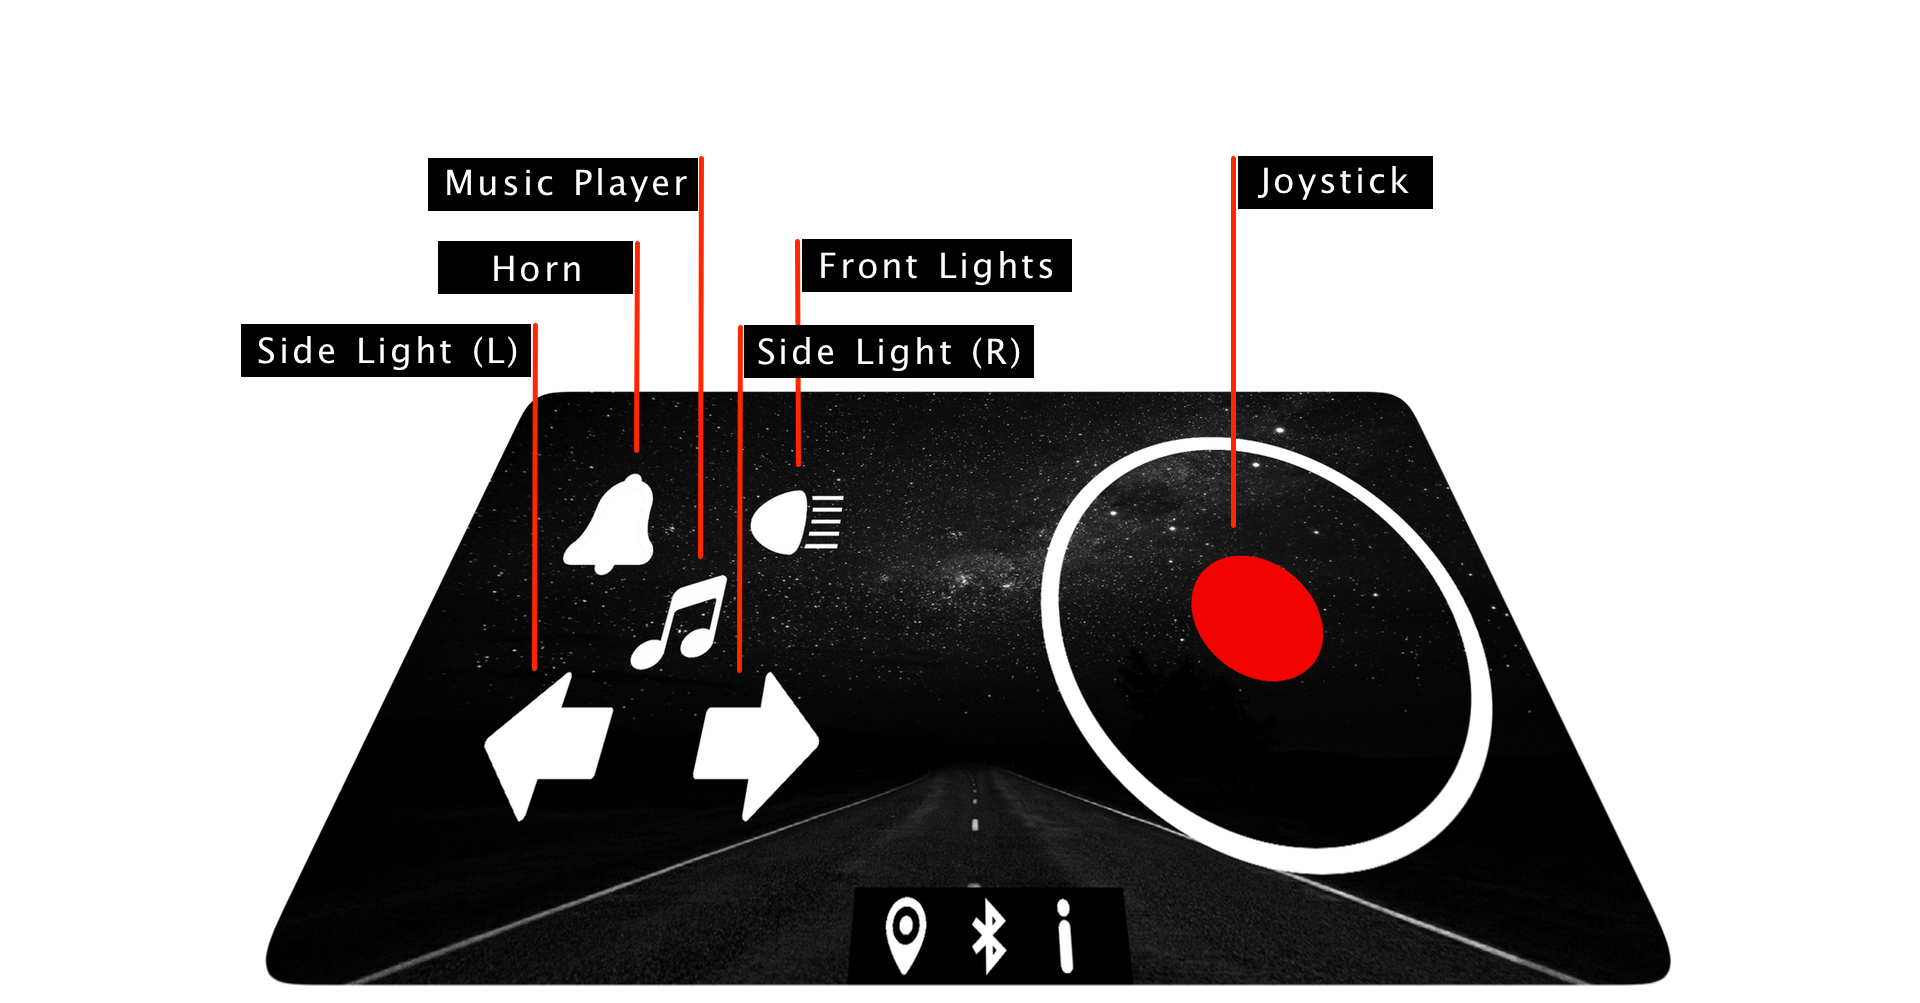 Music Player
Joystick
Horn
Front Lights
Side Light (L)
Side Light (R)